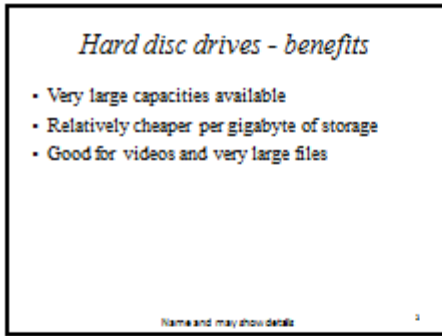 Hard disc drives - benefits
• Very large capacities available
• Relatively cheaper per gigabyte of storage
• Good for videos and very large files
Name and may show details